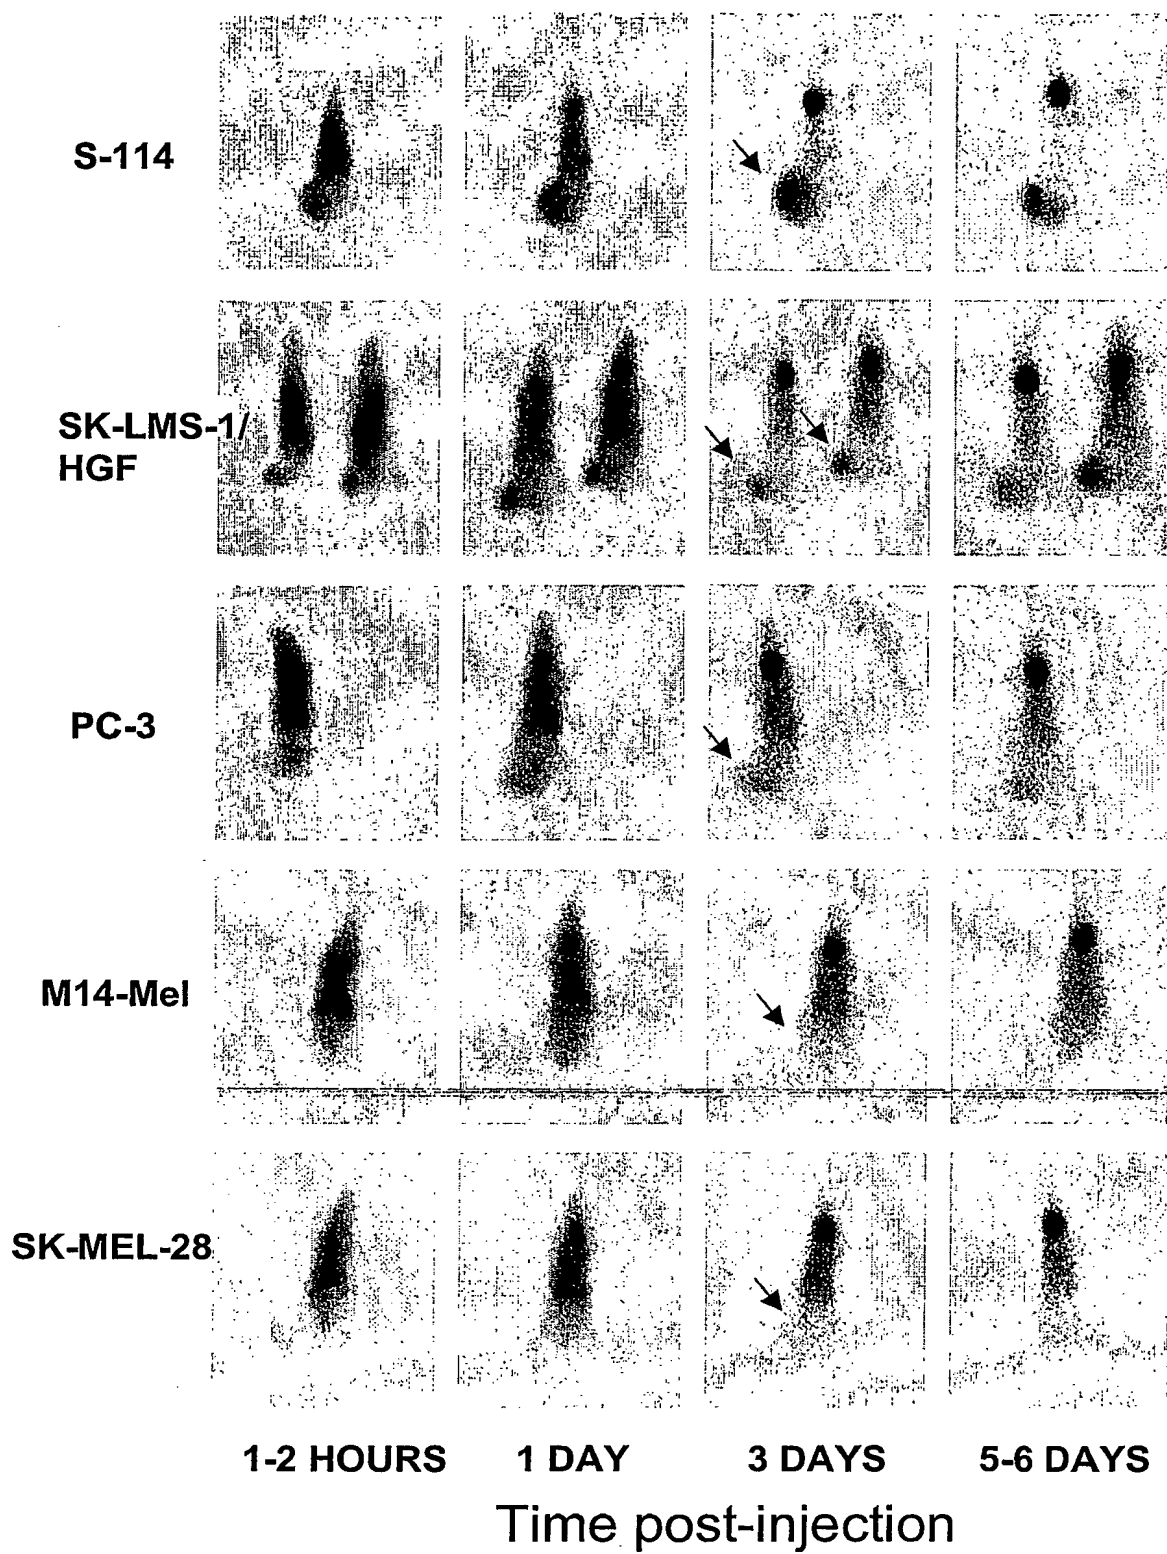 S-114
SK-LMS-1/
HGF
PC-3
M14-Mel
SK-MEL-28
1-2 HOURS 1 DAY 3 DAYS 5-6 DAYS
Time post-injection